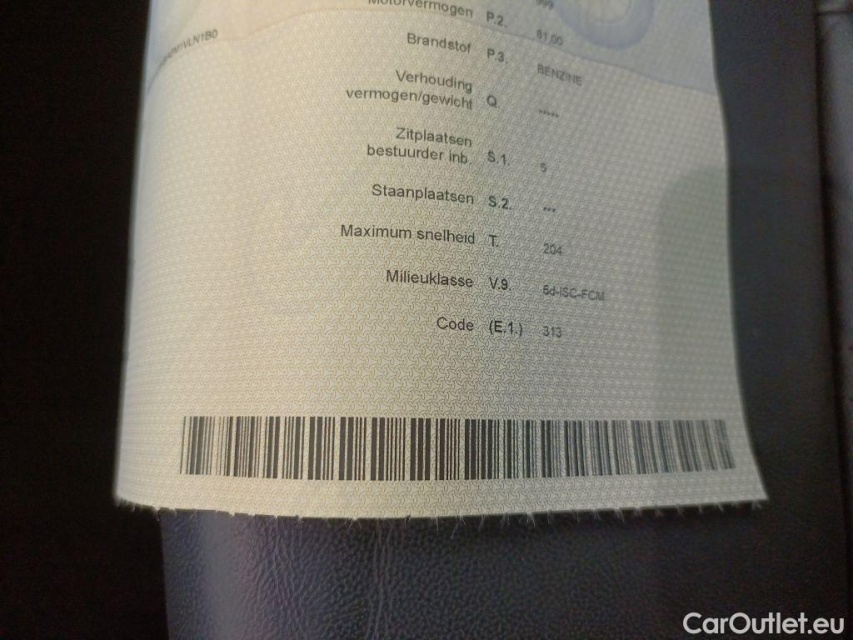 Motorvermogen P.2. 81,00
Brandstof P.3. BENZINE
Verhouding
vermogen/gewicht Q. -----
Zitplaatsen
bestuurder inb. S.1. 5
Staanplaatsen S.2. ---
Maximum snelheid T. 204
Milieuklasse V.9. 6d-ISC-FCM
Code (E.1.) 313
CarOutlet.eu